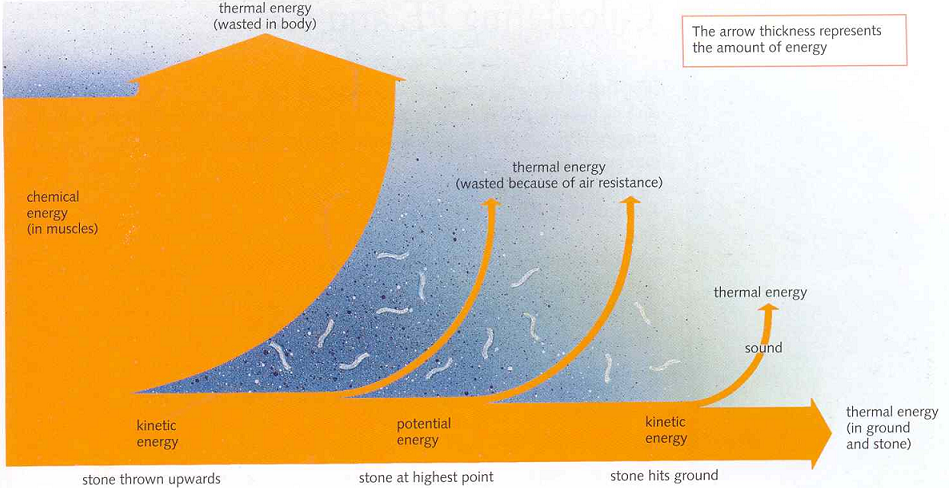 thermal energy
(wasted in body)
The arrow thickness represents
the amount of energy
thermal energy
(wasted because of air resistance)
chemical
energy
(in muscles)
thermal energy
sound
kinetic
energy
potential
energy
kinetic
energy
thermal energy
(in ground
and stone)
stone thrown upwards
stone at highest point
stone hits ground